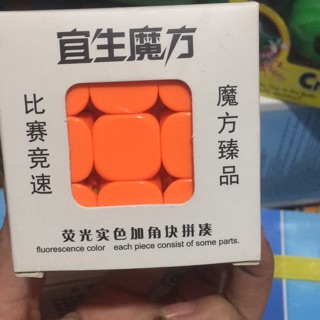 宜生魔方
比赛竞速
魔方臻品
荧光实色加角块拼凑
fluorescence color each piece consist of some parts.